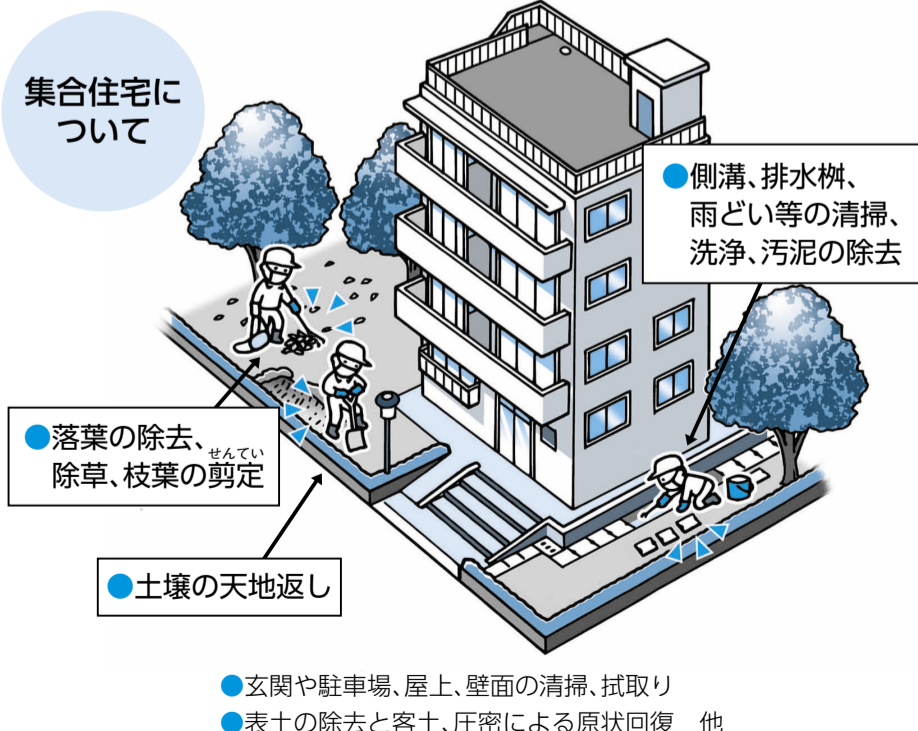 集合住宅に
ついて
●側溝、排水桝、
雨どい等の清掃、
洗浄、汚泥の除去
●落葉の除去、
せんてい
除草、枝葉の剪定
●土壌の天地返し
●玄関や駐車場、屋上、壁面の清掃、拭取り
●表土の除去と客土、圧密による原状回復　他